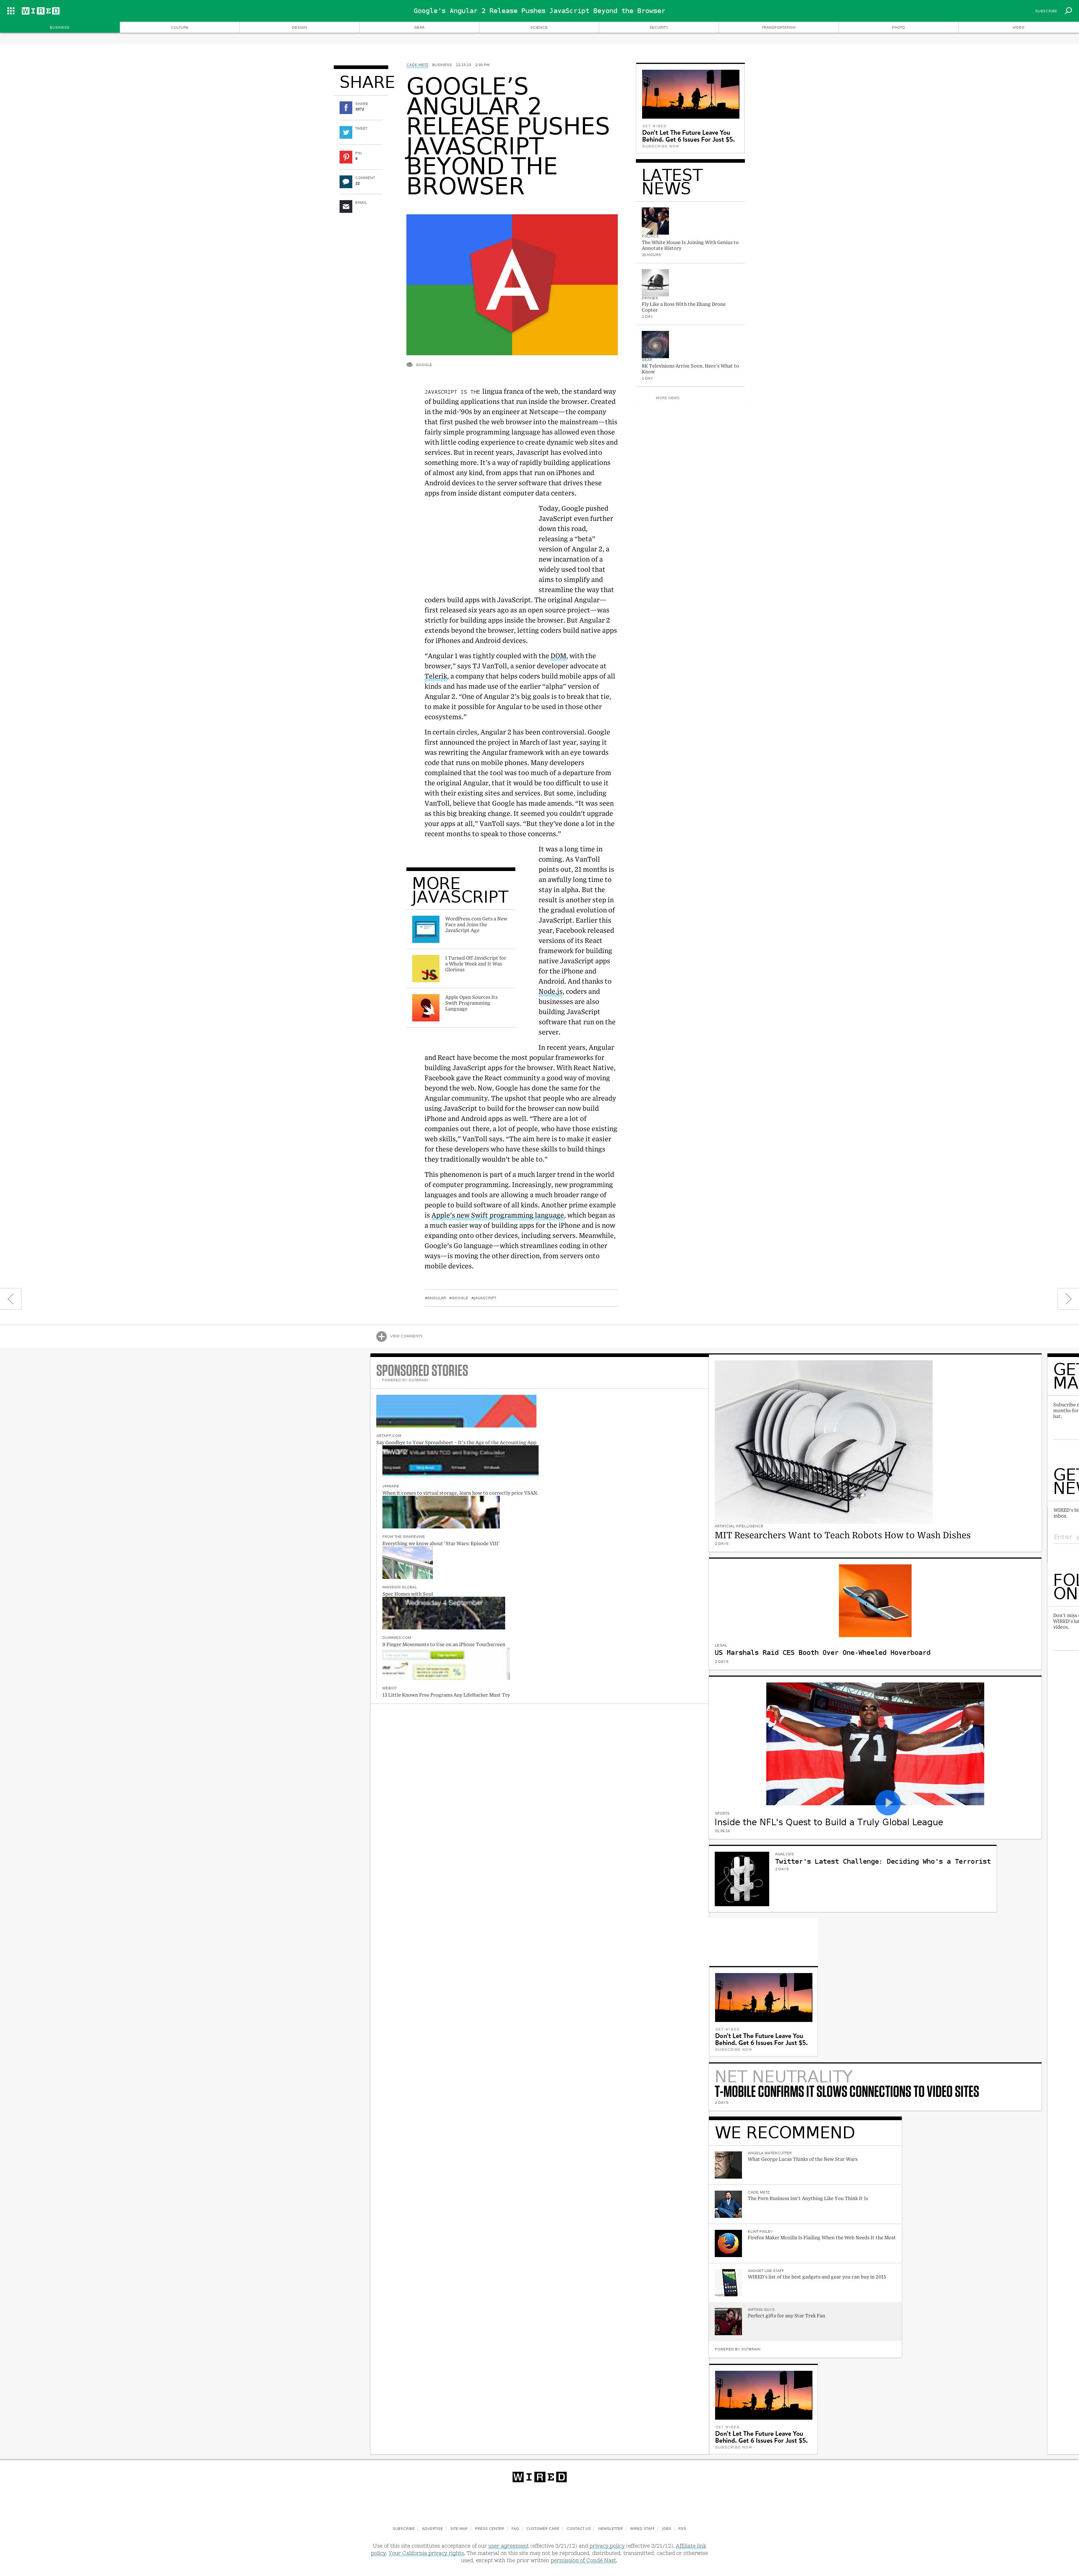 WIRED
Google's Angular 2 Release Pushes JavaScript Beyond the Browser
SUBSCRIBE
BUSINESS
CULTURE
DESIGN
GEAR
SCIENCE
SECURITY
TRANSPORTATION
PHOTO
VIDEO
SHARE
SHARE
TWEET
PIN
COMMENT
22
EMAIL
CADE METZ BUSINESS 12.15.15 2:00 PM
GOOGLE'S
ANGULAR 2
RELEASE PUSHES
JAVASCRIPT
BEYOND THE
BROWSER
GOOGLE
JAVASCRIPT IS THE lingua franca of the web, the standard way
of building applications that run inside the browser. Created
in the mid-'90s by an engineer at Netscape—the company
that first pushed the web browser into the mainstream—this
fairly simple programming language has allowed even those
with little coding experience to create dynamic web sites and
services. But in recent years, Javascript has evolved into
something more. It's a way of rapidly building applications
of almost any kind, from apps that run on iPhones and
Android devices to the server software that drives these
apps from inside distant computer data centers.
Today, Google pushed
JavaScript even further
down this road,
releasing a “beta”
version of Angular 2, a
new incarnation of a
widely used tool that
aims to simplify and
streamline the way that
coders build apps with JavaScript. The original Angular—
first released six years ago as an open source project—was
strictly for building apps inside the browser. But Angular 2
extends beyond the browser, letting coders build native apps
for iPhones and Android devices.
“Angular 1 was tightly coupled with the DOM, with the
browser,” says TJ VanToll, a senior developer advocate at
Telerik, a company that helps coders build mobile apps of all
kinds and has made use of the earlier “alpha” version of
Angular 2. “One of Angular 2's big goals is to break that tie,
to make it possible for Angular to be used in those other
ecosystems.”
In certain circles, Angular 2 has been controversial. Google
first announced the project in March of last year, saying it
was rewriting the Angular framework with an eye towards
code that runs on mobile phones. Many developers
complained that the tool was too much of a departure from
the original Angular, that it would be too difficult to use it
with their existing sites and services. But some, including
VanToll, believe that Google has made amends. “It was seen
as this big breaking change. It seemed you couldn't upgrade
your apps at all,” VanToll says. “But they've done a lot in the
recent months to speak to those concerns.”
It was a long time in
coming. As VanToll
points out, 21 months is
an awfully long time to
stay in alpha. But the
result is another step in
the gradual evolution of
JavaScript. Earlier this
year, Facebook released
versions of its React
framework for building
native JavaScript apps
for the iPhone and
Android. And thanks to
Node.js, coders and
businesses are also
building JavaScript
software that run on the
server.
MORE
JAVASCRIPT
WordPress.com Gets a New
Face and Joins the
JavaScript Age
JS
I Turned Off JavaScript for
a Whole Week and It Was
Glorious
Apple Open Sources Its
Swift Programming
Language
In recent years, Angular
and React have become the most popular frameworks for
building JavaScript apps for the browser. With React Native,
Facebook gave the React community a good way of moving
beyond the web. Now, Google has done the same for the
Angular community. The upshot that people who are already
using JavaScript to build for the browser can now build
iPhone and Android apps as well. “There are a lot of
companies out there, a lot of people, who have those existing
web skills,” VanToll says. “The aim here is to make it easier
for these developers who have these skills to build things
they traditionally wouldn't be able to.”
This phenomenon is part of a much larger trend in the world
of computer programming. Increasingly, new programming
languages and tools are allowing a much broader range of
people to build software of all kinds. Another prime example
is Apple's new Swift programming language, which began as
a much easier way of building apps for the iPhone and is now
expanding onto other devices, including servers. Meanwhile,
Google's Go language—which streamlines coding in other
ways—is moving the other direction, from servers onto
mobile devices.
#ANGULAR #GOOGLE #JAVASCRIPT
VIEW COMMENTS
GET WIRED
Don't Let The Future Leave You
Behind. Get 6 Issues For Just $5.
SUBSCRIBE NOW
LATEST
NEWS
The White House Is Joining With Genius to
Annotate History
20 HOURS
DRONES
Fly Like a Boss With the Ehang Drone
Copter
1 DAY
GEAR
8K Televisions Arrive Soon. Here's What to
Know
1 DAY
MORE NEWS
SPONSORED STORIES
POWERED BY OUTBRAIN
GETAPP.COM
Say Goodbye to Your Spreadsheet – It's the Age of the Accounting App
Virtual SAN TCO and Sizing Calculator
VMWARE
When it comes to virtual storage, learn how to correctly price VSAN.
FROM THE GRAPEVINE
Everything we know about 'Star Wars: Episode VIII'
MANSION GLOBAL
Spec Homes with Soul
Wednesday 4 September
DUMMIES.COM
9 Finger Movements to Use on an iPhone Touchscreen
WEBIOT
13 Little Known Free Programs Any LifeHacker Must Try
ARTIFICIAL INTELLIGENCE
MIT Researchers Want to Teach Robots How to Wash Dishes
2 DAYS
LEGAL
US Marshals Raid CES Booth Over One-Wheeled Hoverboard
2 DAYS
71
SPORTS
Inside the NFL's Quest to Build a Truly Global League
01.06.16
ANALYSIS
Twitter's Latest Challenge: Deciding Who's a Terrorist
2 DAYS
GET WIRED
Don't Let The Future Leave You
Behind. Get 6 Issues For Just $5.
SUBSCRIBE NOW
NET NEUTRALITY
T-MOBILE CONFIRMS IT SLOWS CONNECTIONS TO VIDEO SITES
2 DAYS
WE RECOMMEND
ANGELA WATERCUTTER
What George Lucas Thinks of the New Star Wars
CADE METZ
The Porn Business Isn't Anything Like You Think It Is
KLINT FINLEY
Firefox Maker Mozilla Is Flailing When the Web Needs It the Most
GADGET LAB STAFF
WIRED's list of the best gadgets and gear you can buy in 2015
GIFTING GUYS
Perfect gifts for any Star Trek Fan
POWERED BY OUTBRAIN
GET WIRED
Don't Let The Future Leave You
Behind. Get 6 Issues For Just $5.
SUBSCRIBE NOW
GE
MA
Subscribe
months for
hat.
GE
NEW
WIRED's bi
inbox.
Enter y
FOL
ON
Don't miss
WIRED's lat
videos.
WIRED
SUBSCRIBE | ADVERTISE | SITE MAP | PRESS CENTER | FAQ | CUSTOMER CARE | CONTACT US | NEWSLETTER | WIRED STAFF | JOBS | RSS
Use of this site constitutes acceptance of our user agreement (effective 3/21/12) and privacy policy (effective 3/21/12). Affiliate link
policy. Your California privacy rights. The material on this site may not be reproduced, distributed, transmitted, cached or otherwise
used, except with the prior written permission of Condé Nast.